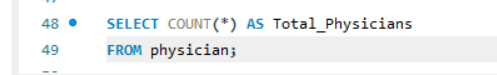 48 SELECT COUNT(*) AS Total_Physicians
49 FROM physician;